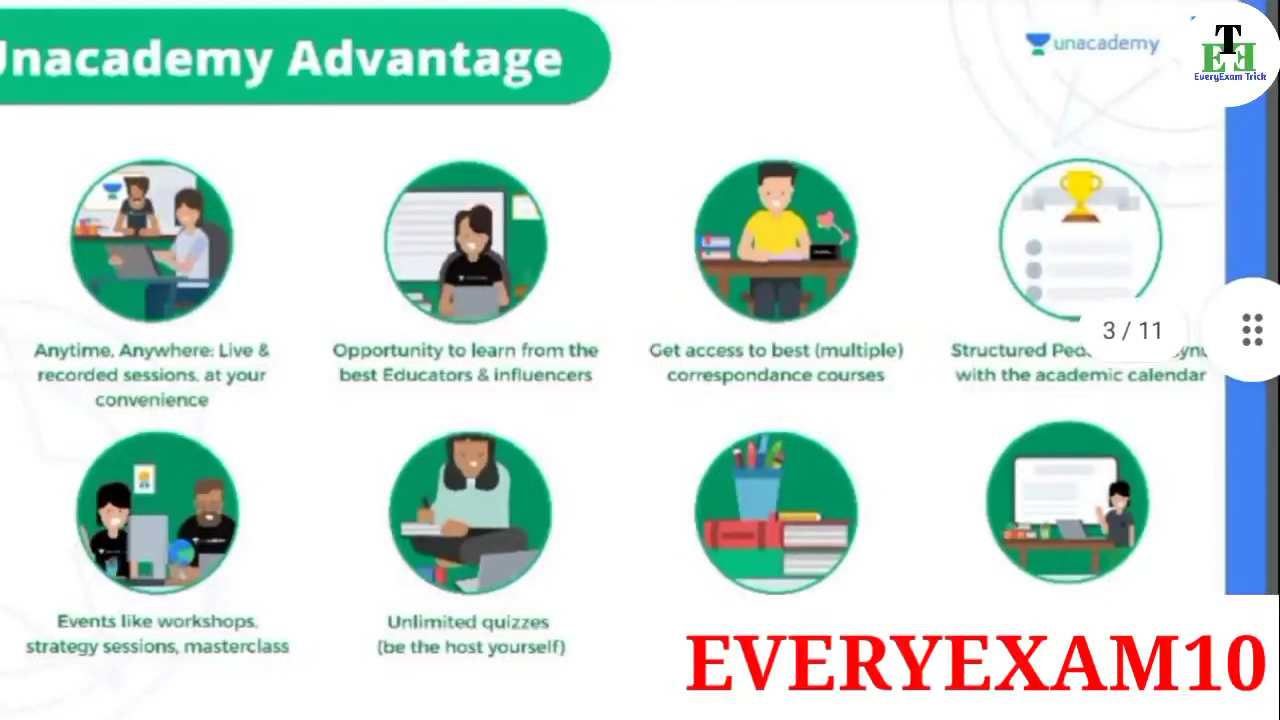 Unacademy Advantage
unacademy
TEE
EveryExam Trick
Anytime, Anywhere: Live &
recorded sessions, at your
convenience
Opportunity to learn from the
best Educators & influencers
Get access to best (multiple)
correspondance courses
3 / 11
Structured
with the academic calendar
Events like workshops,
strategy sessions, masterclass
Unlimited quizzes
(be the host yourself)
EVERYEXAM10